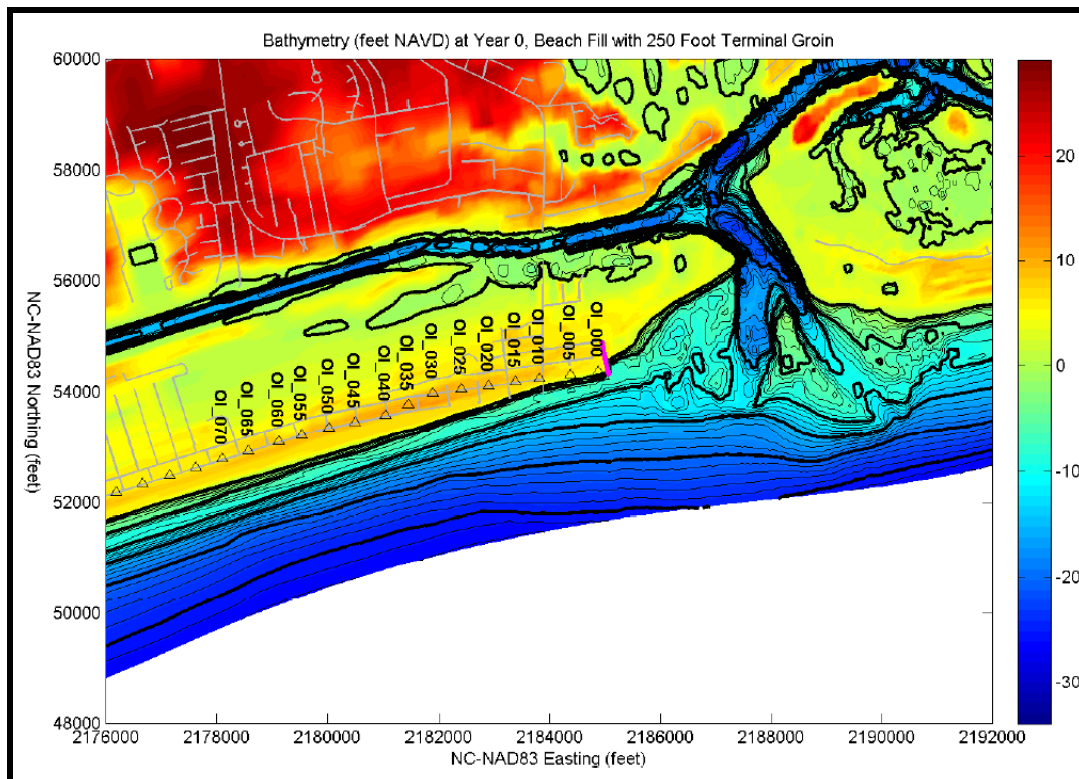 Bathymetry (feet NAVD) at Year 0, Beach Fill with 250 Foot Terminal Groin
60000
58000
56000
54000
52000
50000
48000
NC-NAD83 Northing (feet)
OI_070
OI_065
OI_060
OI_055
OI_050
OI_045
OI_040
OI_035
OI_030
OI_025
OI_020
OI_015
OI_010
OI_005
OI_000
2176000
2178000
2180000
2182000
2184000
2186000
2188000
2190000
2192000
NC-NAD83 Easting (feet)
20
10
0
-10
-20
-30